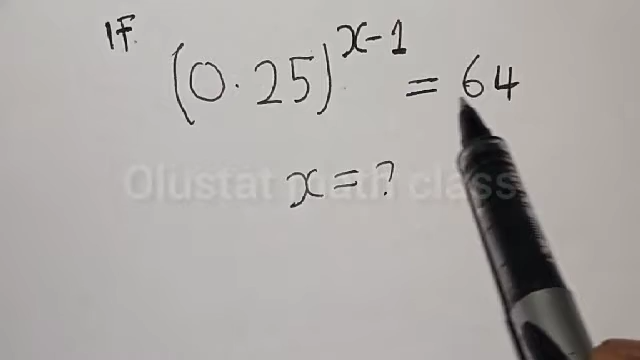 IF
(0.25)^{x-1} = 64
x = ?
Olustat math class